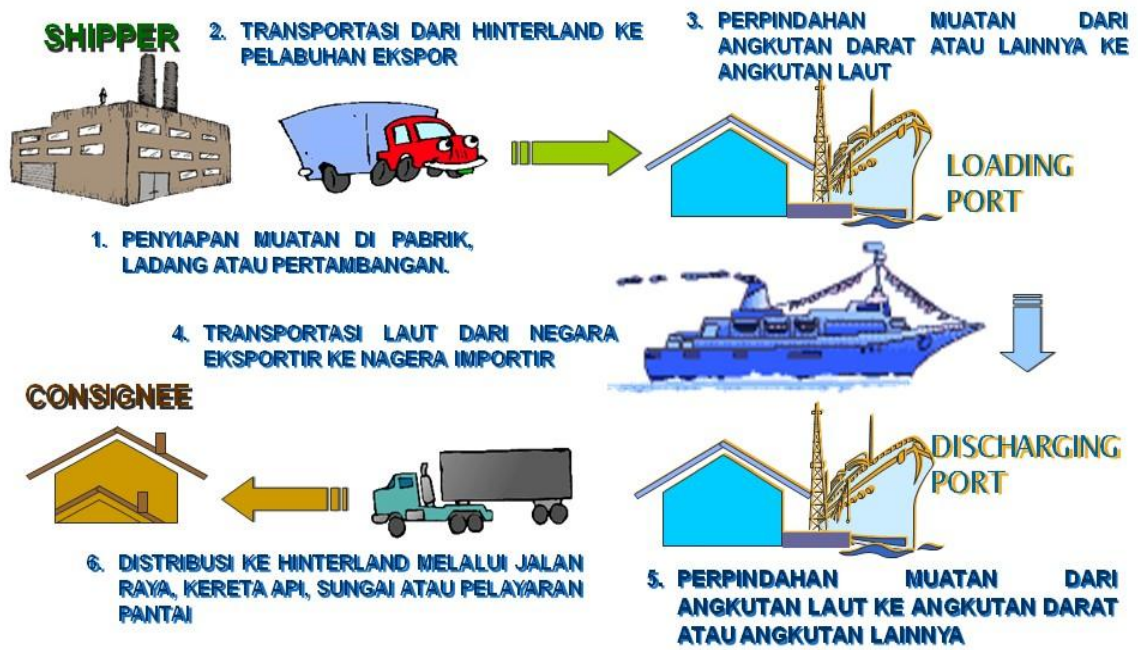 SHIPPER
2. TRANSPORTASI DARI HINTERLAND KE
PELABUHAN EKSPOR
3. PERPINDAHAN MUATAN DARI
ANGKUTAN DARAT ATAU LAINNYA KE
ANGKUTAN LAUT
LOADING
PORT
1. PENYIAPAN MUATAN DI PABRIK,
LADANG ATAU PERTAMBANGAN.
4. TRANSPORTASI LAUT DARI NEGARA
EKSPORTIR KE NAGERA IMPORTIR
CONSIGNEE
DISCHARGING
PORT
6. DISTRIBUSI KE HINTERLAND MELALUI JALAN
RAYA, KERETA API, SUNGAI ATAU PELAYARAN
PANTAI
5. PERPINDAHAN MUATAN DARI
ANGKUTAN LAUT KE ANGKUTAN DARAT
ATAU ANGKUTAN LAINNYA